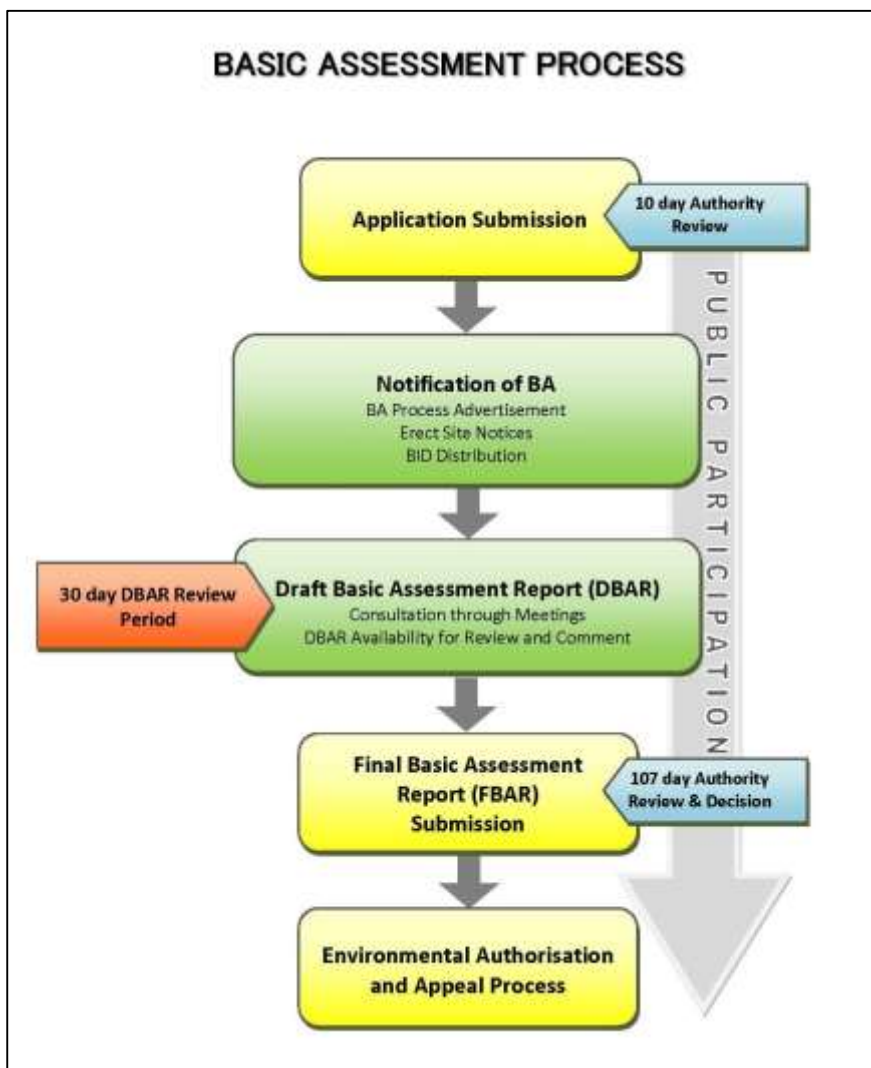 BASIC ASSESSMENT PROCESS
Application Submission
10 day Authority
Review
Notification of BA
BA Process Advertisement
Erect Site Notices
BID Distribution
30 day DBAR Review
Period
Draft Basic Assessment Report (DBAR)
Consultation through Meetings
DBAR Availability for Review and Comment
Final Basic Assessment
Report (FBAR)
Submission
107 day Authority
Review & Decision
Environmental Authorisation
and Appeal Process
PUBLIC PARTICIPATION